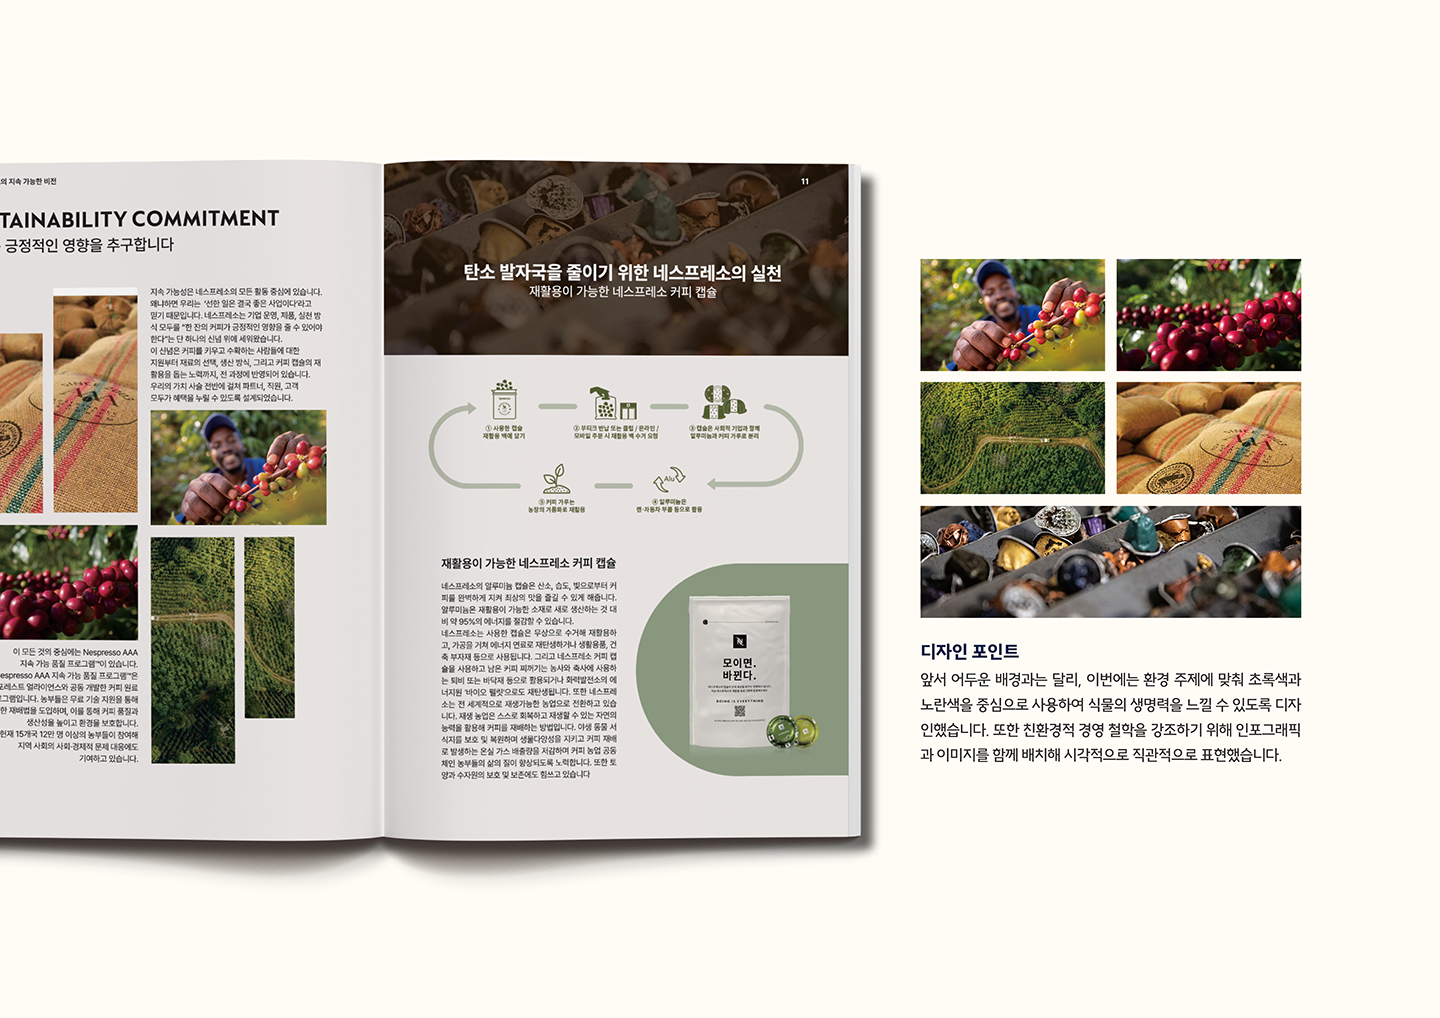 의 지속 가능한 비전
TAINABILITY COMMITMENT
긍정적인 영향을 추구합니다
지속 가능성은 네스프레소의 모든 활동 중심에 있습니다.
왜냐하면 우리는 ‘선한 일은 결국 좋은 사업이다’라고
믿기 때문입니다. 네스프레소는 기업 운영, 제품, 실천 방
식 모두를 “한 잔의 커피가 긍정적인 영향을 줄 수 있어야
한다”는 단 하나의 신념 위에 세워왔습니다.
이 신념은 커피를 키우고 수확하는 사람들에 대한
지원부터 재료의 선택, 생산 방식, 그리고 커피 캡슐의 재
활용을 돕는 노력까지, 전 과정에 반영되어 있습니다.
우리의 가치 사슬 전반에 걸쳐 파트너, 직원, 고객
모두가 혜택을 누릴 수 있도록 설계되었습니다.
이 모든 것의 중심에는 Nespresso AAA
지속 가능 품질 프로그램™이 있습니다.
espresso AAA 지속 가능 품질 프로그램™은
포레스트 얼라이언스와 공동 개발한 커피 원료
그램입니다. 농부들은 무료 기술 지원을 통해
한 재배법을 도입하며, 이를 통해 커피 품질과
생산성을 높이고 환경을 보호합니다.
현재 15개국 12만 명 이상의 농부들이 참여해
지역 사회의 사회·경제적 문제 대응에도
기여하고 있습니다.
11
탄소 발자국을 줄이기 위한 네스프레소의 실천
재활용이 가능한 네스프레소 커피 캡슐
① 사용한 캡슐
재활용 백에 담기
② 부티크 반납 또는 클럽 / 온라인 /
모바일 주문 시 재활용 백 수거 요청
③ 캡슐은 사회적 기업과 함께
알루미늄과 커피 가루로 분리
Alu
④ 알루미늄은
캔·자동차 부품 등으로 활용
⑤ 커피 가루는
농장의 거름화로 재활용
재활용이 가능한 네스프레소 커피 캡슐
네스프레소의 알루미늄 캡슐은 산소, 습도, 빛으로부터 커
피를 완벽하게 지켜 최상의 맛을 즐길 수 있게 해줍니다.
알루미늄은 재활용이 가능한 소재로 새로 생산하는 것 대
비 약 95%의 에너지를 절감할 수 있습니다.
네스프레소는 사용한 캡슐은 무상으로 수거해 재활용하
고, 가공을 거쳐 에너지 연료로 재탄생하거나 생활용품, 건
축 부자재 등으로 사용됩니다. 그리고 네스프레소 커피 캡
슐을 사용하고 남은 커피 찌꺼기는 농사와 축사에 사용하
는 퇴비 또는 바닥재 등으로 활용되거나 화력발전소의 에
너지원 ‘바이오 펠릿’으로도 재탄생됩니다. 또한 네스프레
소는 전 세계적으로 재생가능한 농업으로 전환하고 있습
니다. 재생 농업은 스스로 회복하고 재생할 수 있는 자연의
능력을 활용해 커피를 재배하는 방법입니다. 야생 동물 서
식지를 보호 및 복원하며 생물다양성을 지키고 커피 재배
로 발생하는 온실 가스 배출량을 저감하며 커피 농업 공동
체인 농부들의 삶의 질이 향상되도록 노력합니다. 또한 토
양과 수자원의 보호 및 보존에도 힘쓰고 있습니다
N
모이면.
바뀐다.
DOING IS EVERYTHING
디자인 포인트
앞서 어두운 배경과는 달리, 이번에는 환경 주제에 맞춰 초록색과
노란색을 중심으로 사용하여 식물의 생명력을 느낄 수 있도록 디자
인했습니다. 또한 친환경적 경영 철학을 강조하기 위해 인포그래픽
과 이미지를 함께 배치해 시각적으로 직관적으로 표현했습니다.